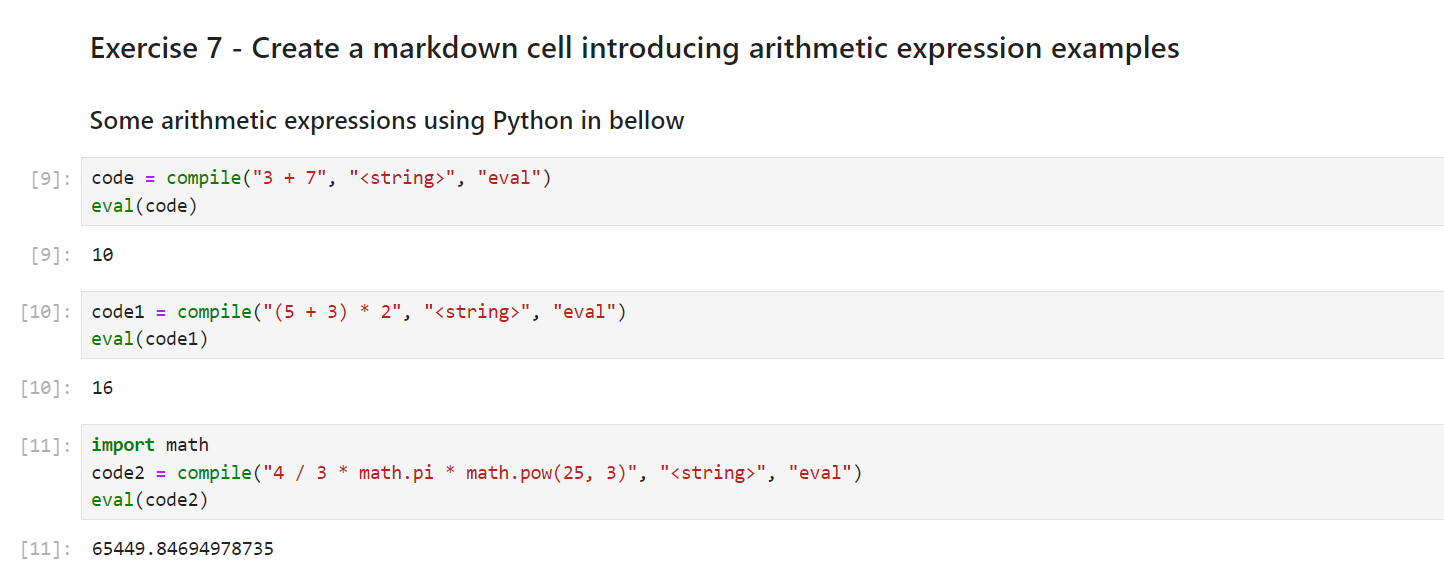 Exercise 7 - Create a markdown cell introducing arithmetic expression examples
Some arithmetic expressions using Python in bellow
[9]: code = compile("3 + 7", "<string>", "eval")
eval(code)
[9]: 10
[10]: code1 = compile("(5 + 3) * 2", "<string>", "eval")
eval(code1)
[10]: 16
[11]: import math
code2 = compile("4 / 3 * math.pi * math.pow(25, 3)", "<string>", "eval")
eval(code2)
[11]: 65449.84694978735